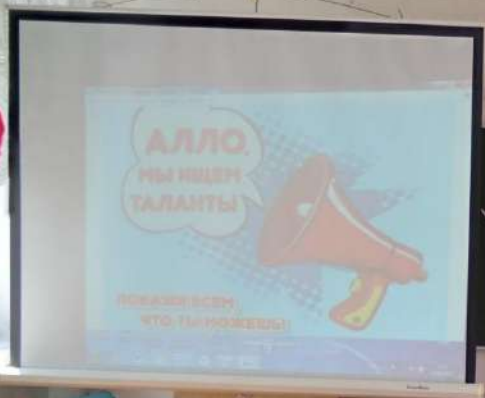 АЛЛО,
МЫ ИЩЕМ
ТАЛАНТЫ
ПОКАЖИ ВСЕМ,
ЧТО ТЫ МОЖЕШЬ!